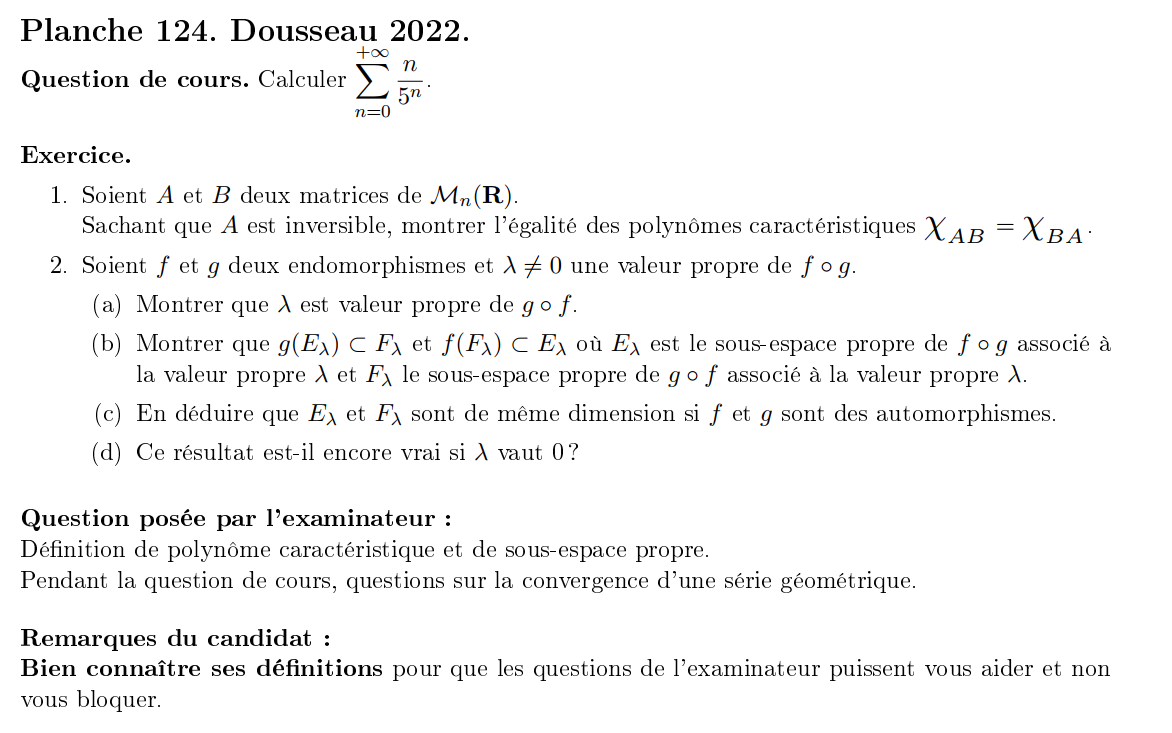 Planche 124. Dousseau 2022.
Question de cours. Calculer $\sum_{n=0}^{+\infty} \frac{n}{5^n}$.
Exercice.
1. Soient $A$ et $B$ deux matrices de $\mathcal{M}_n(\mathbf{R})$.
Sachant que $A$ est inversible, montrer l'égalité des polynômes caractéristiques $\chi_{AB} = \chi_{BA}$.
2. Soient $f$ et $g$ deux endomorphismes et $\lambda \neq 0$ une valeur propre de $f \circ g$.
(a) Montrer que $\lambda$ est valeur propre de $g \circ f$.
(b) Montrer que $g(E_\lambda) \subset F_\lambda$ et $f(F_\lambda) \subset E_\lambda$ où $E_\lambda$ est le sous-espace propre de $f \circ g$ associé à
la valeur propre $\lambda$ et $F_\lambda$ le sous-espace propre de $g \circ f$ associé à la valeur propre $\lambda$.
(c) En déduire que $E_\lambda$ et $F_\lambda$ sont de même dimension si $f$ et $g$ sont des automorphismes.
(d) Ce résultat est-il encore vrai si $\lambda$ vaut 0 ?
Question posée par l'examinateur :
Définition de polynôme caractéristique et de sous-espace propre.
Pendant la question de cours, questions sur la convergence d'une série géométrique.
Remarques du candidat :
Bien connaître ses définitions pour que les questions de l'examinateur puissent vous aider et non
vous bloquer.